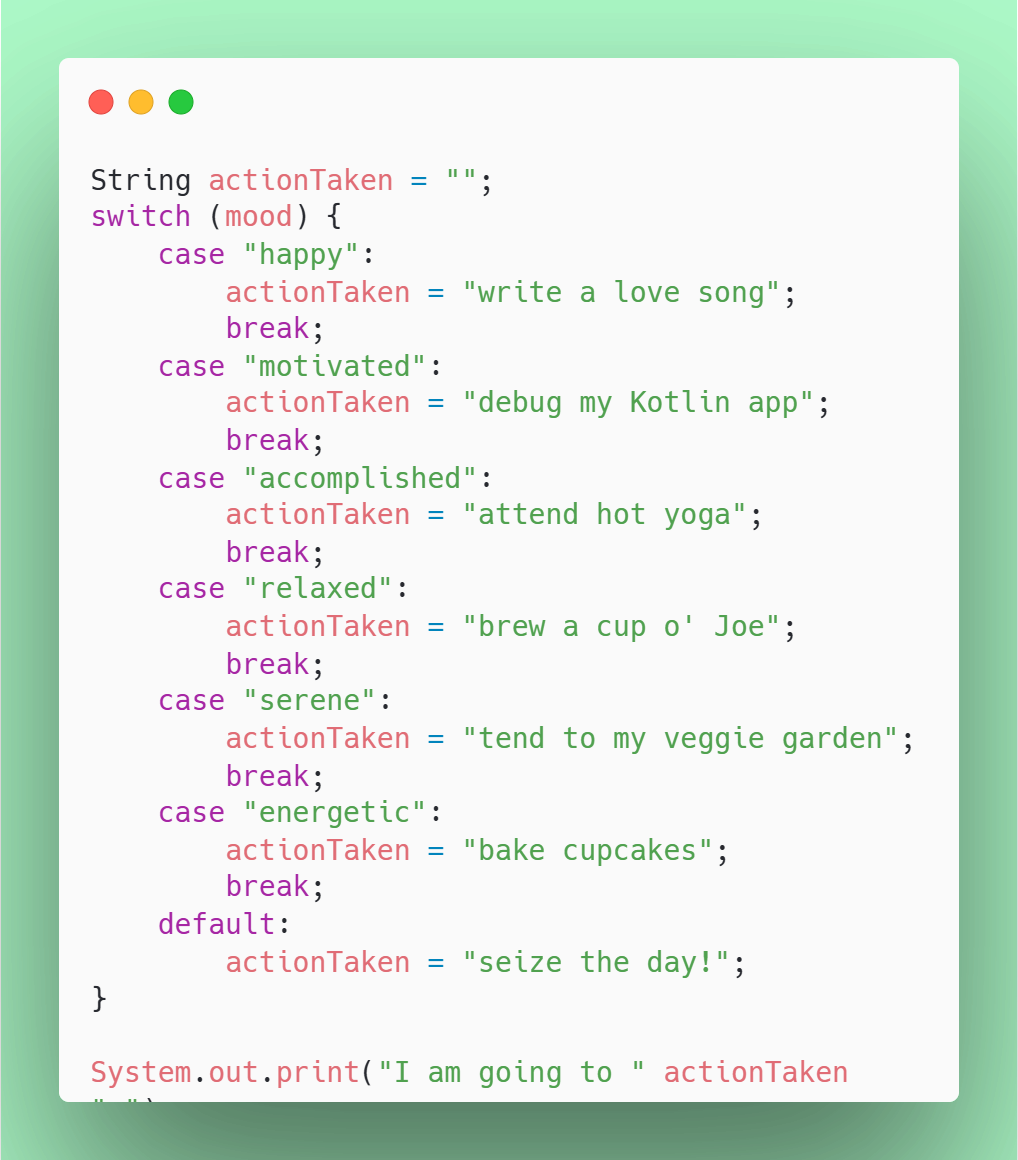 String actionTaken = "";
switch (mood) {
    case "happy":
        actionTaken = "write a love song";
        break;
    case "motivated":
        actionTaken = "debug my Kotlin app";
        break;
    case "accomplished":
        actionTaken = "attend hot yoga";
        break;
    case "relaxed":
        actionTaken = "brew a cup o' Joe";
        break;
    case "serene":
        actionTaken = "tend to my veggie garden";
        break;
    case "energetic":
        actionTaken = "bake cupcakes";
        break;
    default:
        actionTaken = "seize the day!";
}

System.out.print("I am going to " actionTaken